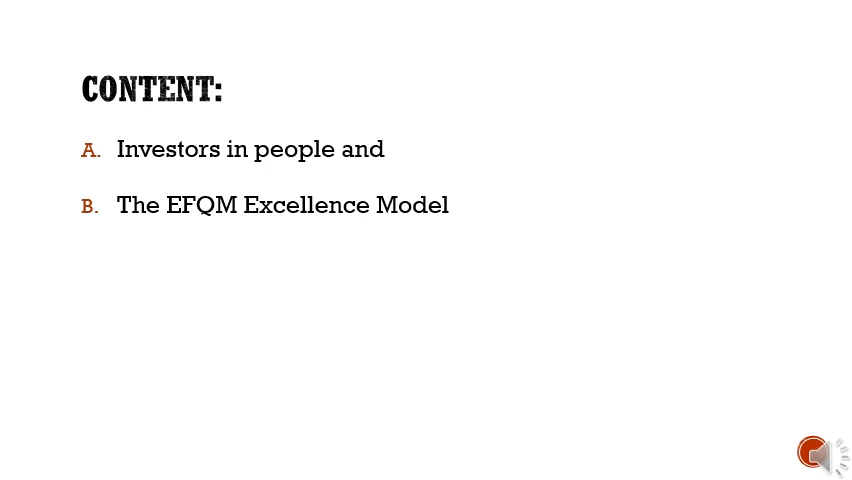 CONTENT:
A. Investors in people and
B. The EFQM Excellence Model